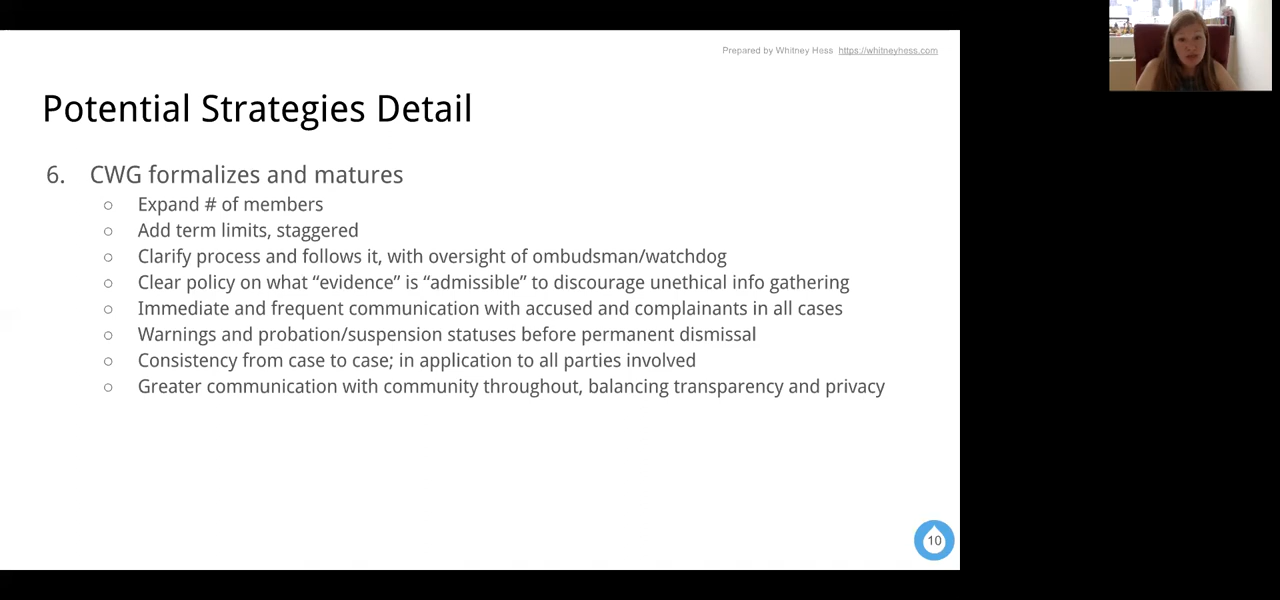 Prepared by Whitney Hess https://whitneyhess.com
Potential Strategies Detail
6. CWG formalizes and matures
○ Expand # of members
○ Add term limits, staggered
○ Clarify process and follows it, with oversight of ombudsman/watchdog
○ Clear policy on what “evidence” is “admissible” to discourage unethical info gathering
○ Immediate and frequent communication with accused and complainants in all cases
○ Warnings and probation/suspension statuses before permanent dismissal
○ Consistency from case to case; in application to all parties involved
○ Greater communication with community throughout, balancing transparency and privacy
10